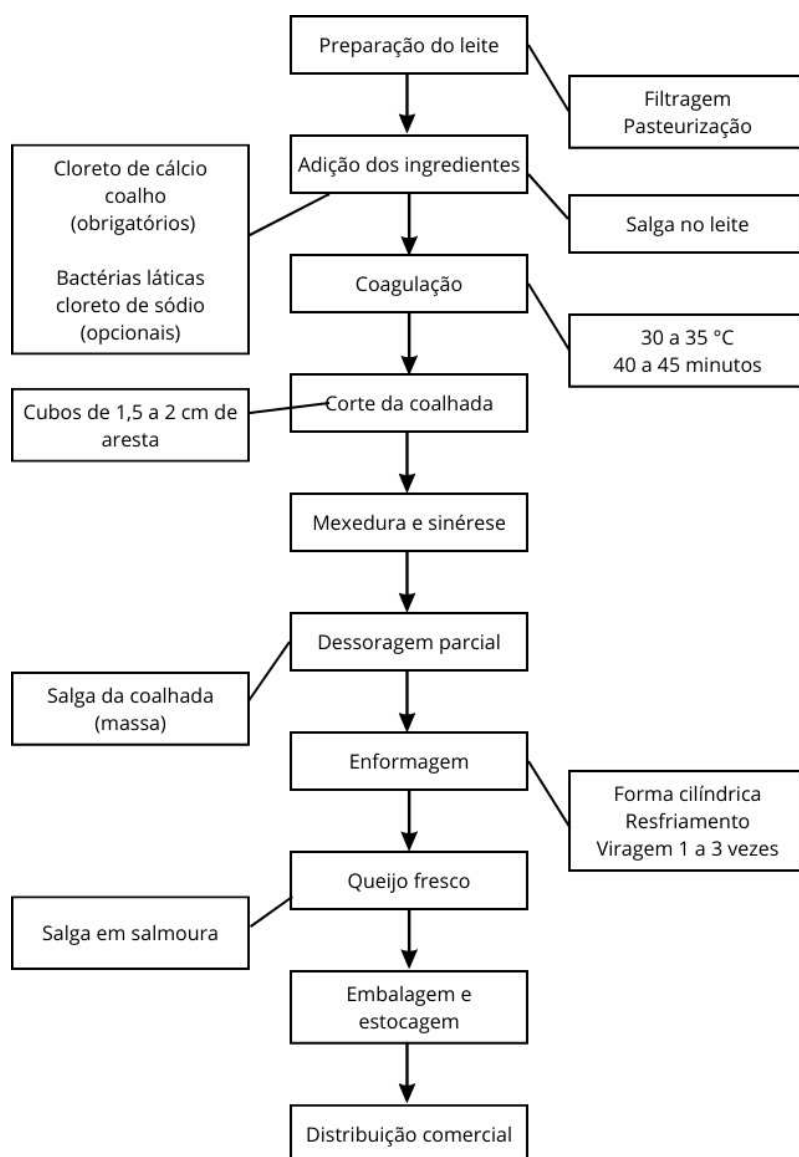 Preparação do leite
Filtragem
Pasteurização
Adição dos ingredientes
Cloreto de cálcio
coalho
(obrigatórios)
Bactérias láticas
cloreto de sódio
(opcionais)
Salga no leite
Coagulação
30 a 35 °C
40 a 45 minutos
Corte da coalhada
Cubos de 1,5 a 2 cm de
aresta
Mexedura e sinérese
Dessoragem parcial
Salga da coalhada
(massa)
Enformagem
Forma cilíndrica
Resfriamento
Viragem 1 a 3 vezes
Queijo fresco
Salga em salmoura
Embalagem e
estocagem
Distribuição comercial